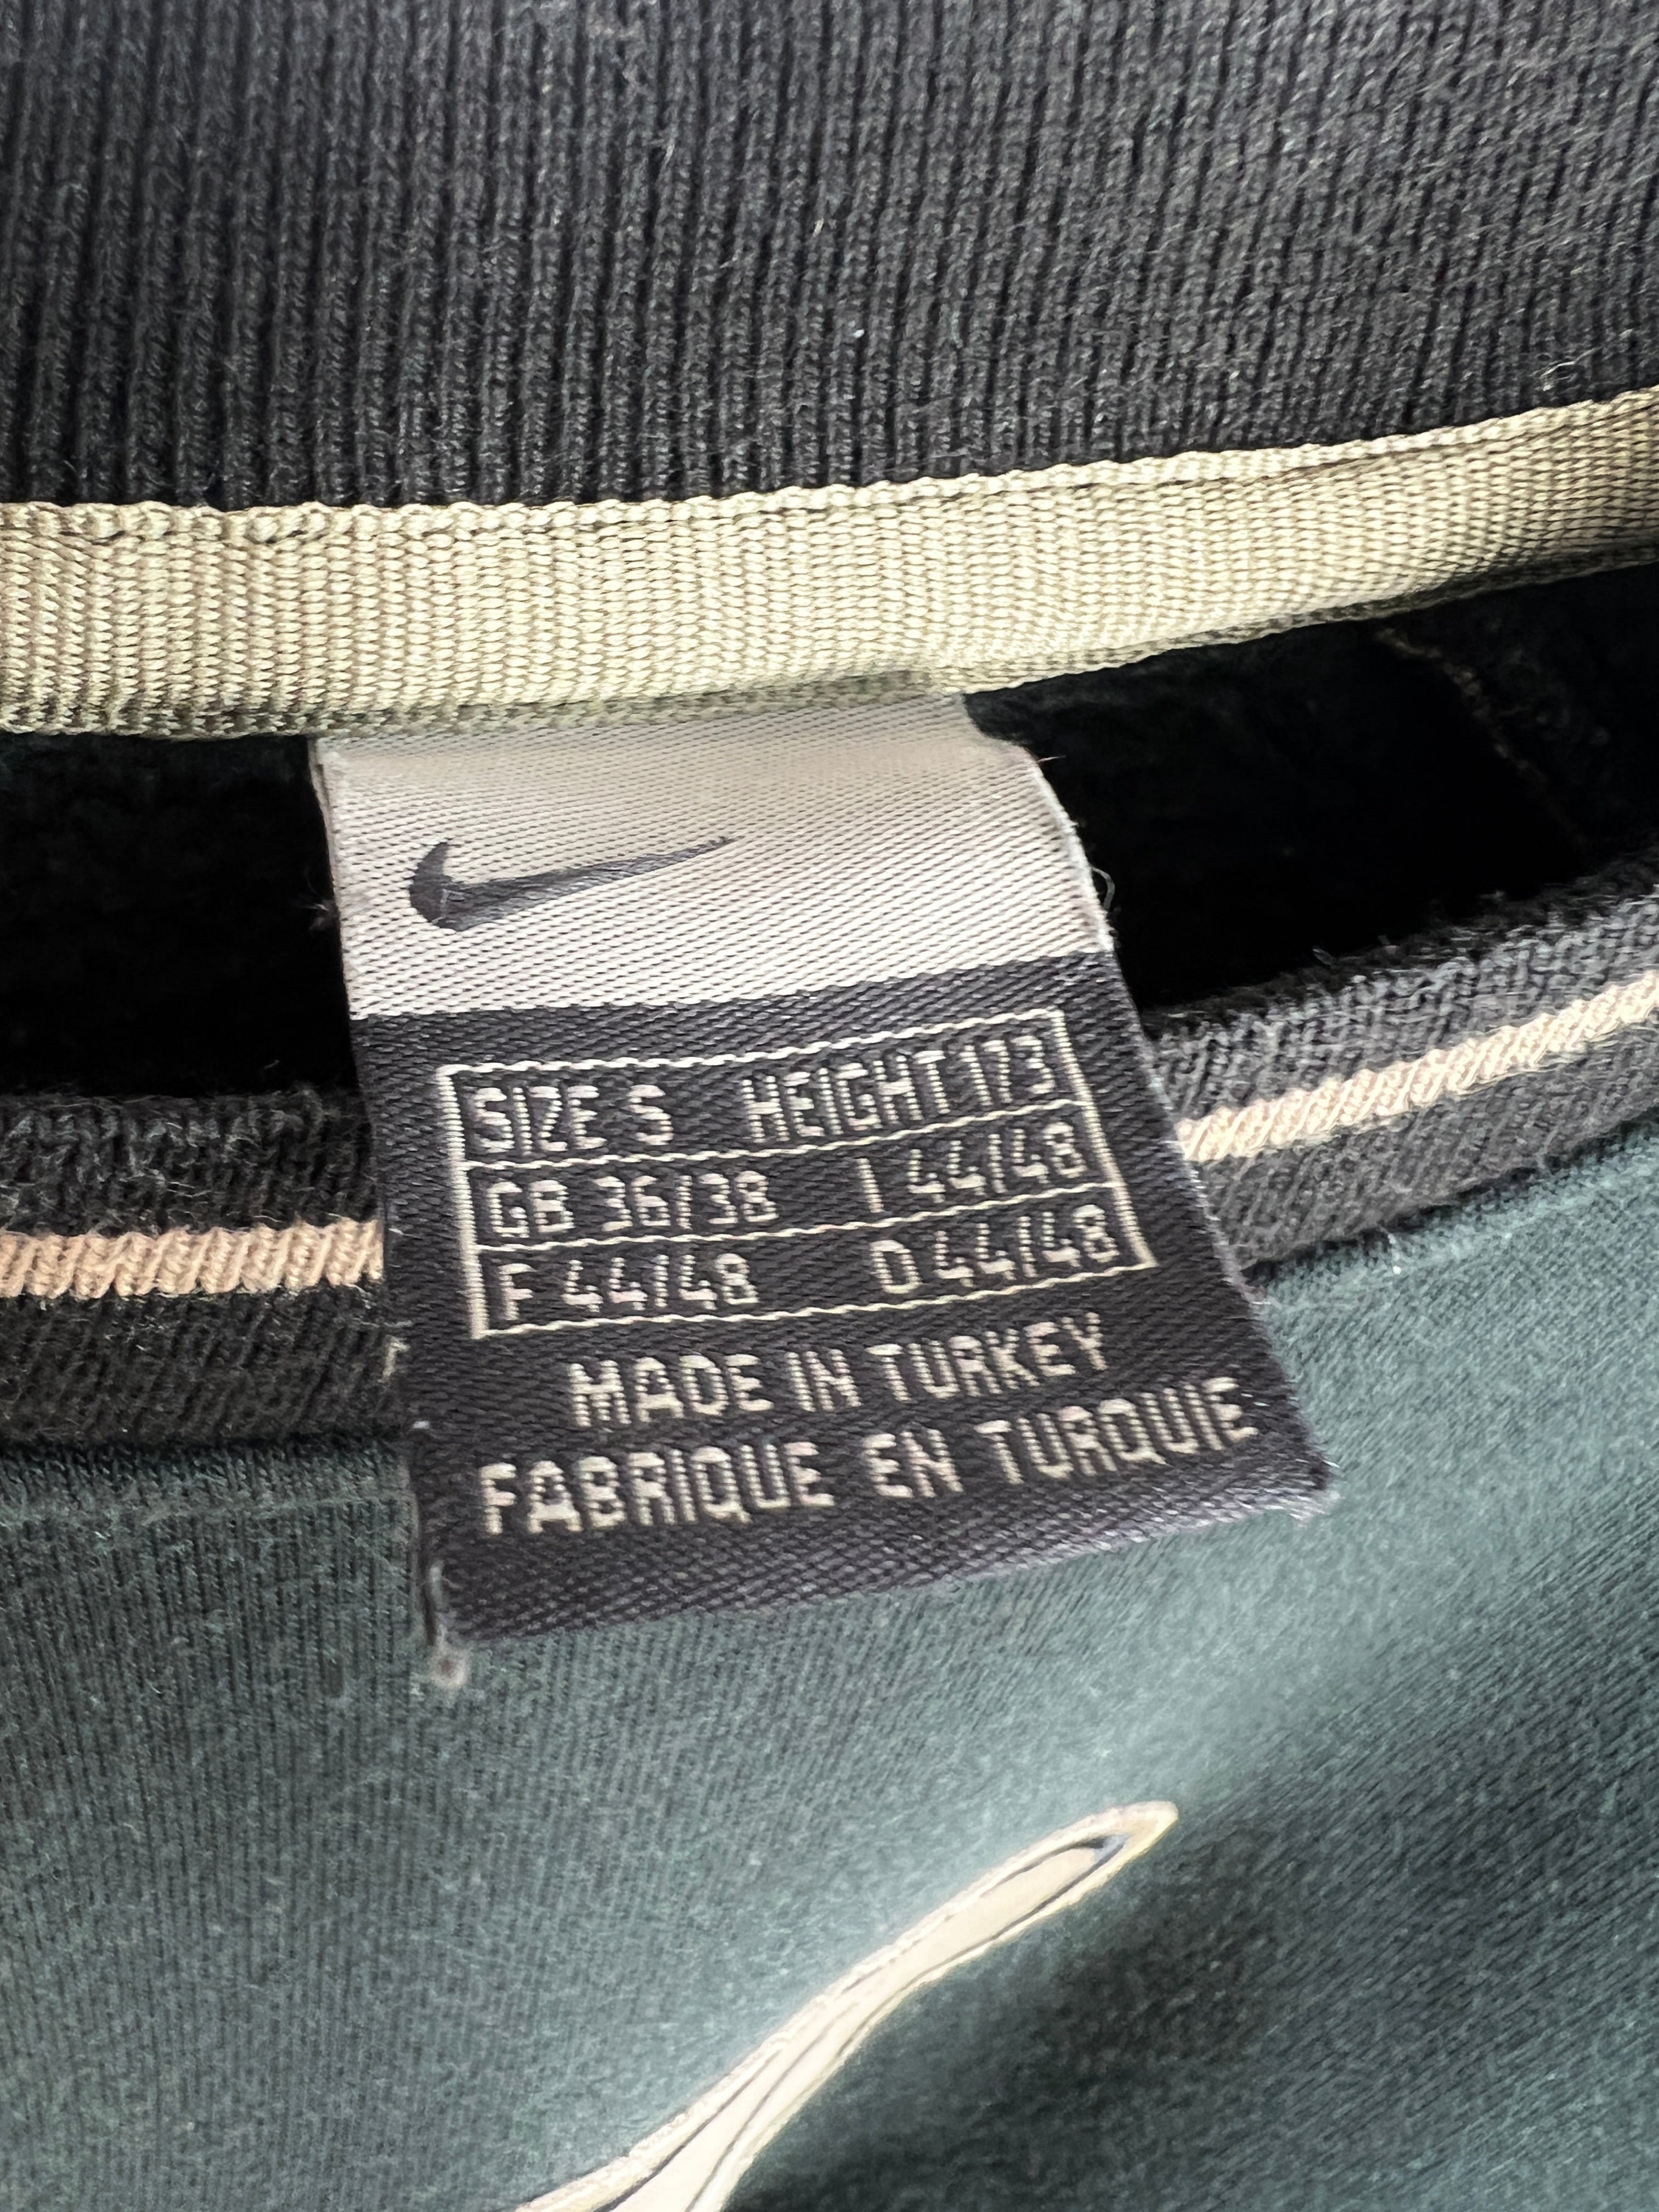 SIZE S HEIGHT 173
GB 36/38 I 44/48
F 44/48 D 44/48
MADE IN TURKEY
FABRIQUE EN TURQUIE